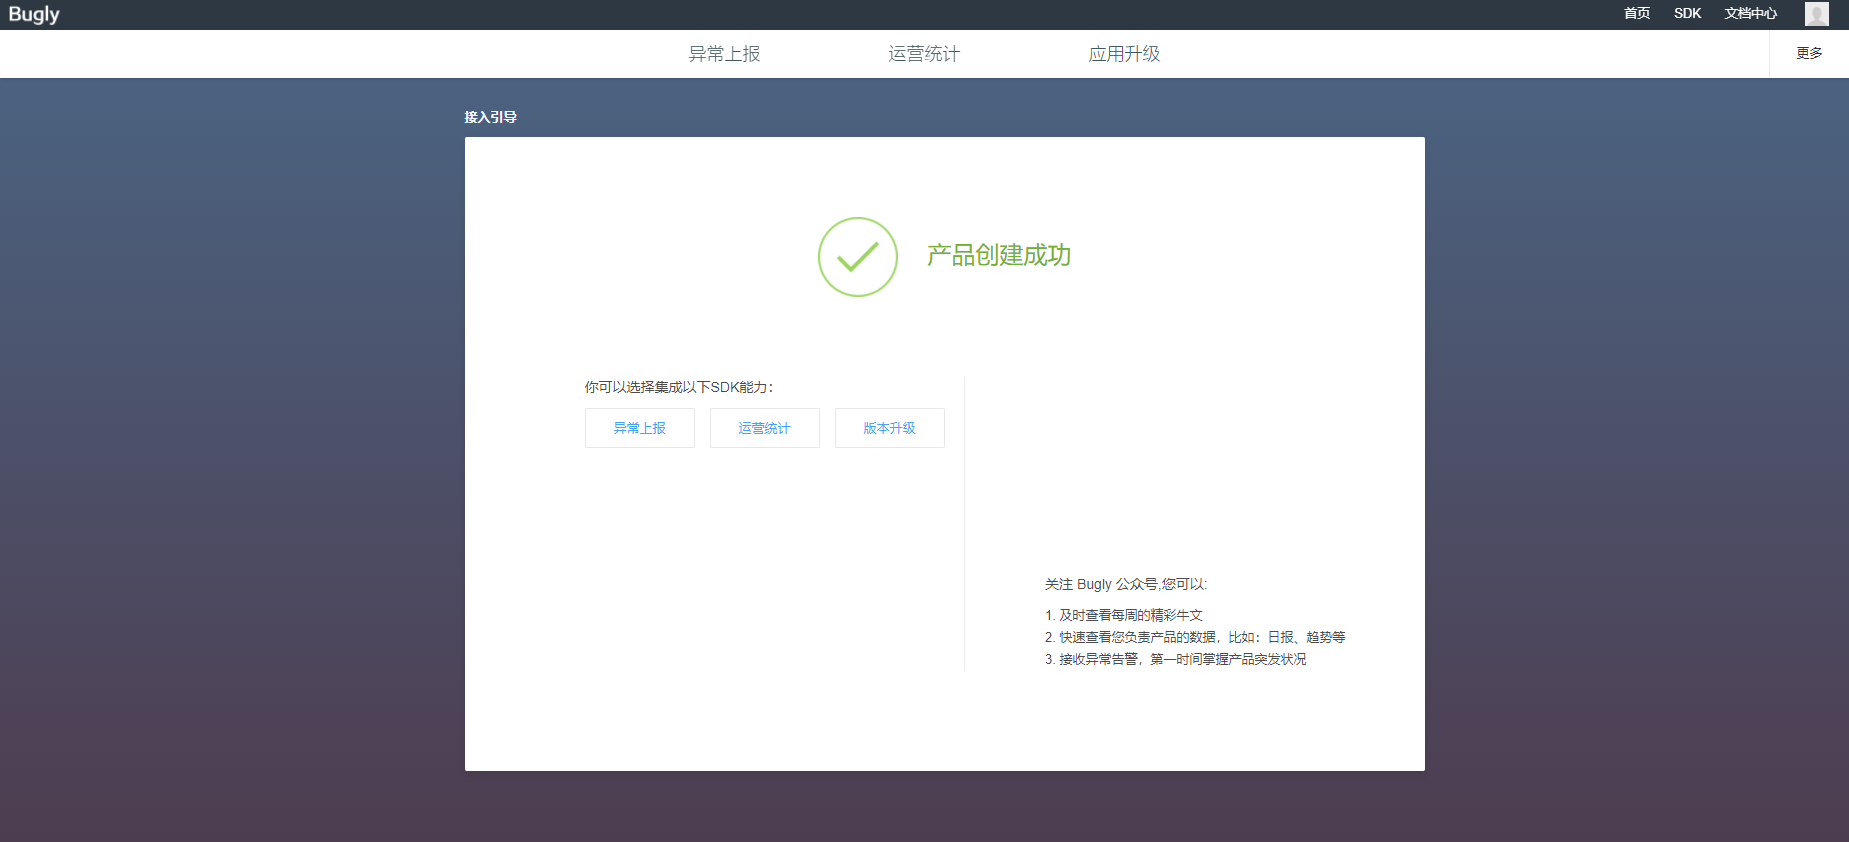 Bugly
首页 SDK 文档中心
异常上报 运营统计 应用升级 更多
接入引导
产品创建成功
你可以选择集成以下SDK能力：
异常上报 运营统计 版本升级
关注 Bugly 公众号,您可以:
1. 及时查看每周的精彩牛文
2. 快速查看您负责产品的数据，比如：日报、趋势等
3. 接收异常告警，第一时间掌握产品突发状况